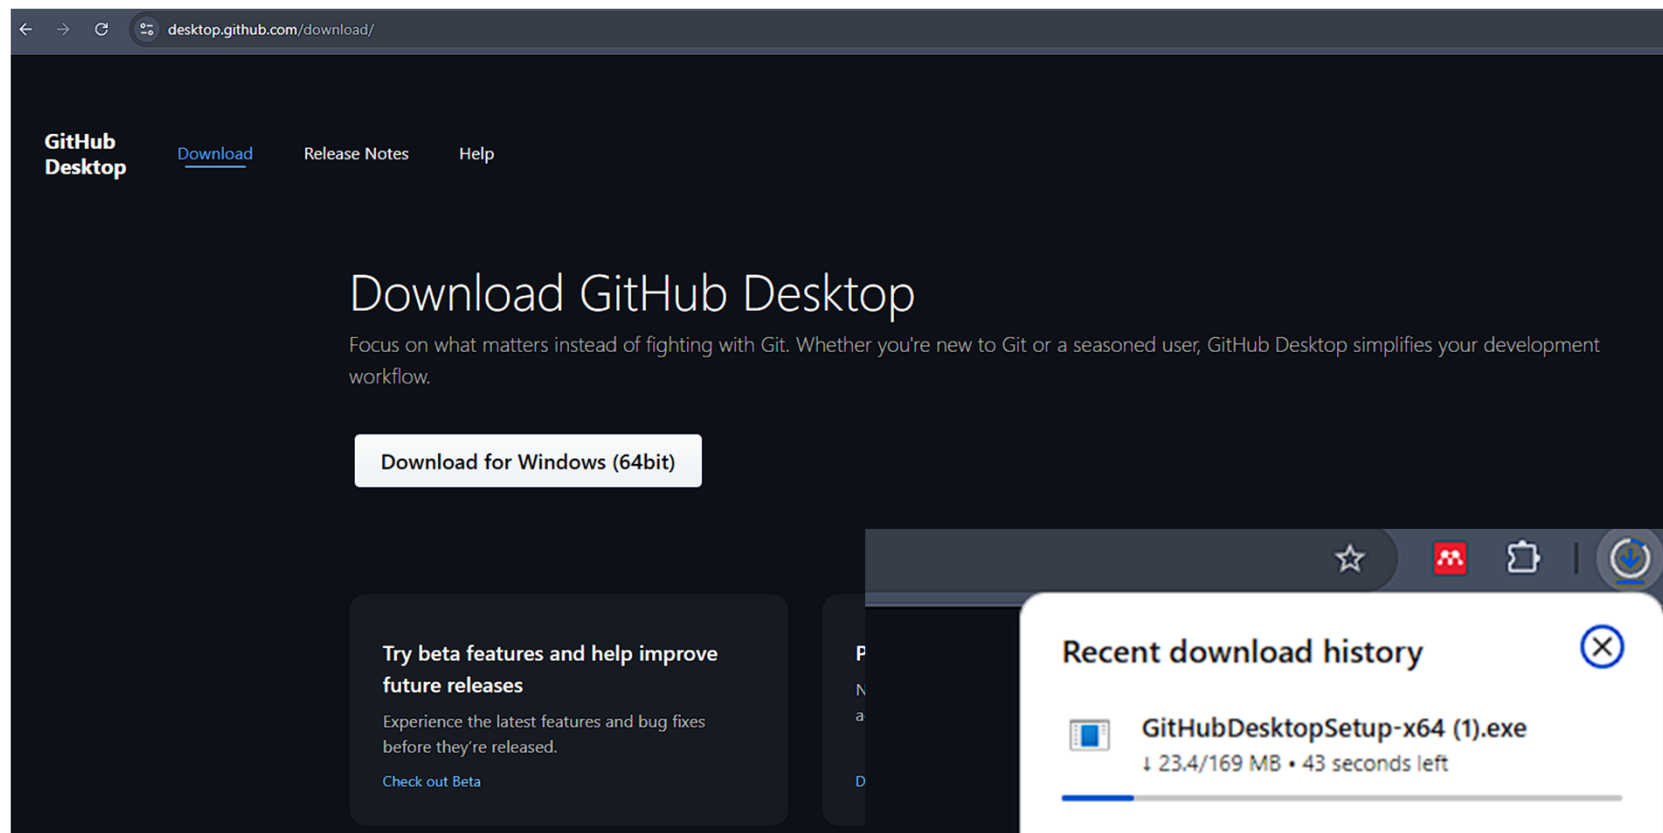 desktop.github.com/download/
GitHub
Desktop
Download
Release Notes
Help
Download GitHub Desktop
Focus on what matters instead of fighting with Git. Whether you're new to Git or a seasoned user, GitHub Desktop simplifies your development
workflow.
Download for Windows (64bit)
Try beta features and help improve
future releases
Experience the latest features and bug fixes
before they're released.
Check out Beta
P
N
a
D
Recent download history
GitHubDesktopSetup-x64 (1).exe
↓ 23.4/169 MB • 43 seconds left